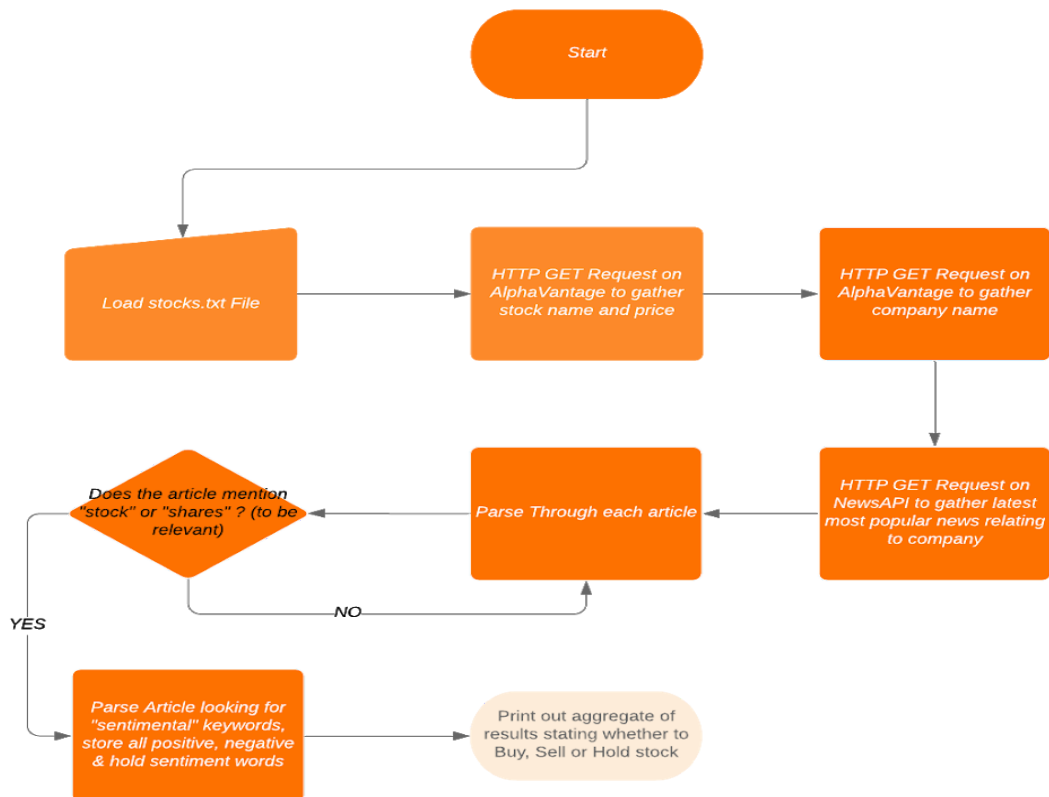 Start
Load stocks.txt File
HTTP GET Request on
AlphaVantage to gather
stock name and price
HTTP GET Request on
AlphaVantage to gather
company name
Does the article mention
"stock" or "shares" ? (to be
relevant)
Parse Through each article
HTTP GET Request on
NewsAPI to gather latest
most popular news relating
to company
NO
YES
Parse Article looking for
"sentimental" keywords,
store all positive, negative
& hold sentiment words
Print out aggregate of
results stating whether to
Buy, Sell or Hold stock